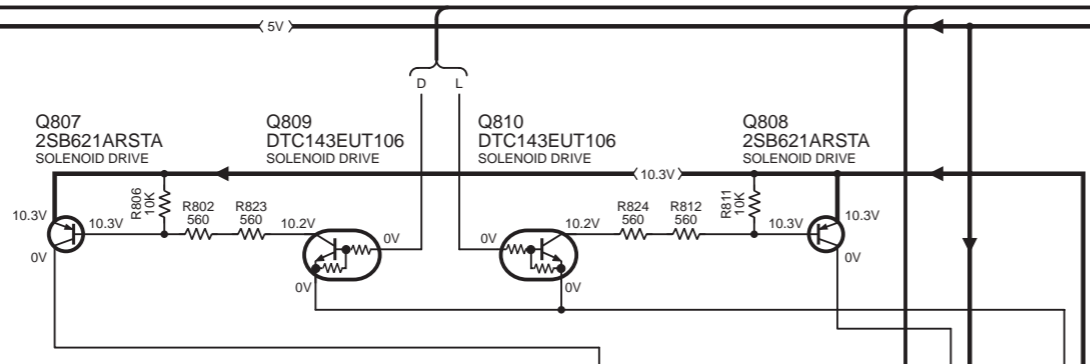 5V
D
L
Q807
2SB621ARSTA
SOLENOID DRIVE
Q809
DTC143EUT106
SOLENOID DRIVE
Q810
DTC143EUT106
SOLENOID DRIVE
Q808
2SB621ARSTA
SOLENOID DRIVE
10.3V
10.3V
R806
10K
R802
560
R823
560
10.3V
10.2V
0V
0V
0V
0V
10.2V
0V
R824
560
R812
560
R811
10K
10.3V
10.3V
0V